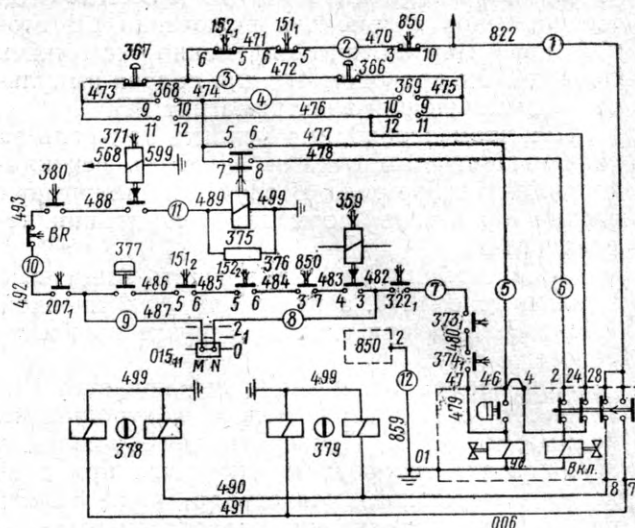 152₁ 471 151₁ 470 850 822
6 5 6 5 ② 3 10 ①
367 ③ 472 366
473 368 474 ④ 476 369 475
9 10 10 9
11 12 12 11
371 5 6 477
568 599 7 8 478
380 488 ⑪ 489 499 359
493 BR
375
376
⑩ 377 151₂ 152₂ 850 483 482
492 486 485 484 ⑦ ⑤ ⑥
207₁ 5 6 5 6 3 7 4 3 322₁
⑨ 487 ⑧ 373₁
2 480
1 850 2 374₁
015₁₁ 0 47 46 4 2 24 28
M N ⑫ 479
499 499
859
378 379 01 Уд. Вкл.
490 8 7
491
006